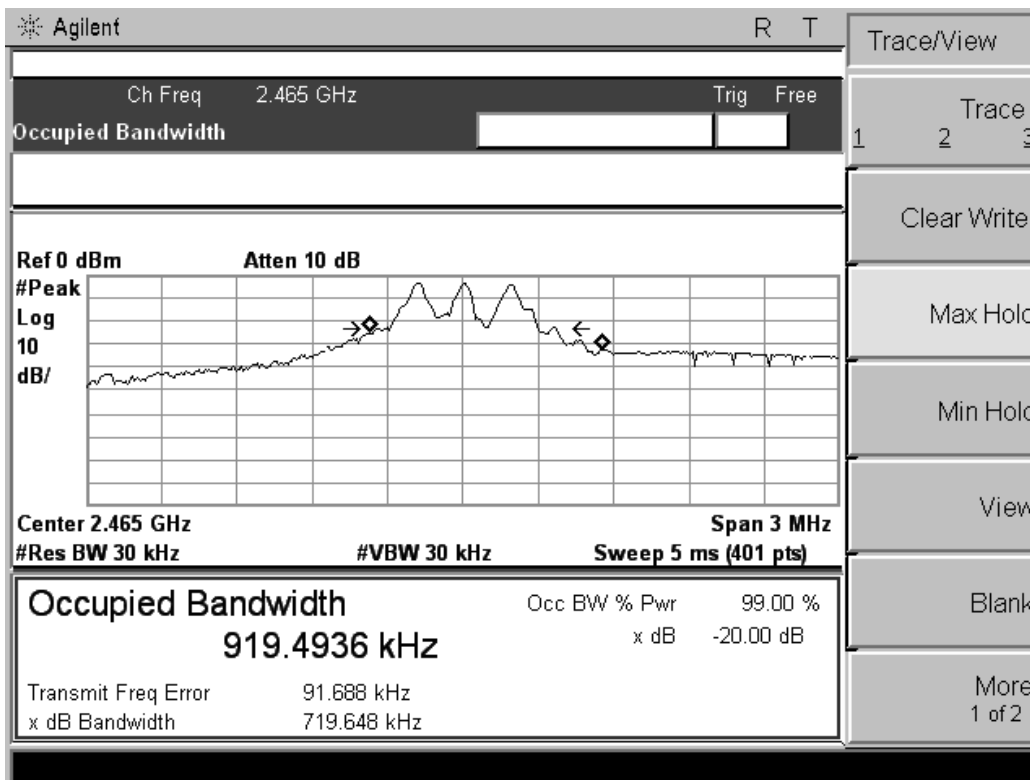 Agilent R T
Trace/View
Ch Freq 2.465 GHz Trig Free
Occupied Bandwidth
Trace
1 2 3
Clear Write
Max Hold
Min Hold
View
Blank
More
1 of 2
Ref 0 dBm Atten 10 dB
#Peak
Log
10
dB/
Center 2.465 GHz Span 3 MHz
#Res BW 30 kHz #VBW 30 kHz Sweep 5 ms (401 pts)
Occupied Bandwidth
919.4936 kHz
Occ BW % Pwr 99.00 %
x dB -20.00 dB
Transmit Freq Error 91.688 kHz
x dB Bandwidth 719.648 kHz